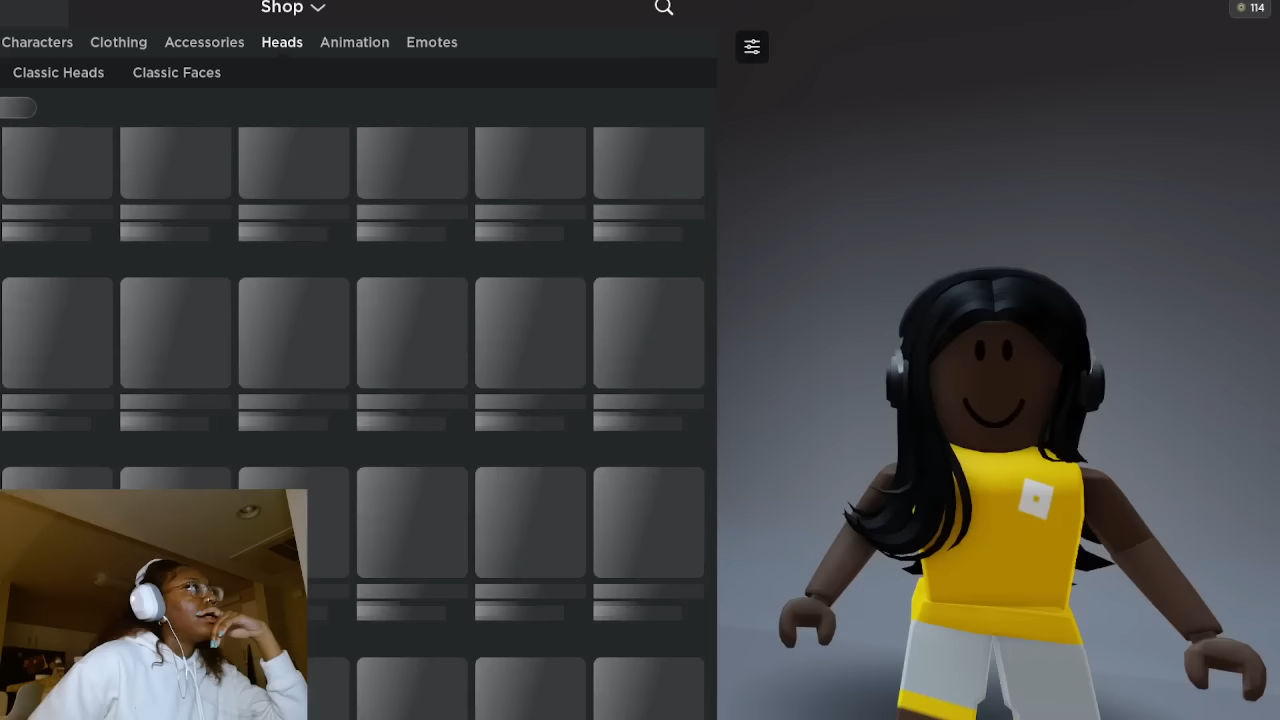 Shop
114
Characters Clothing Accessories Heads Animation Emotes
Classic Heads Classic Faces